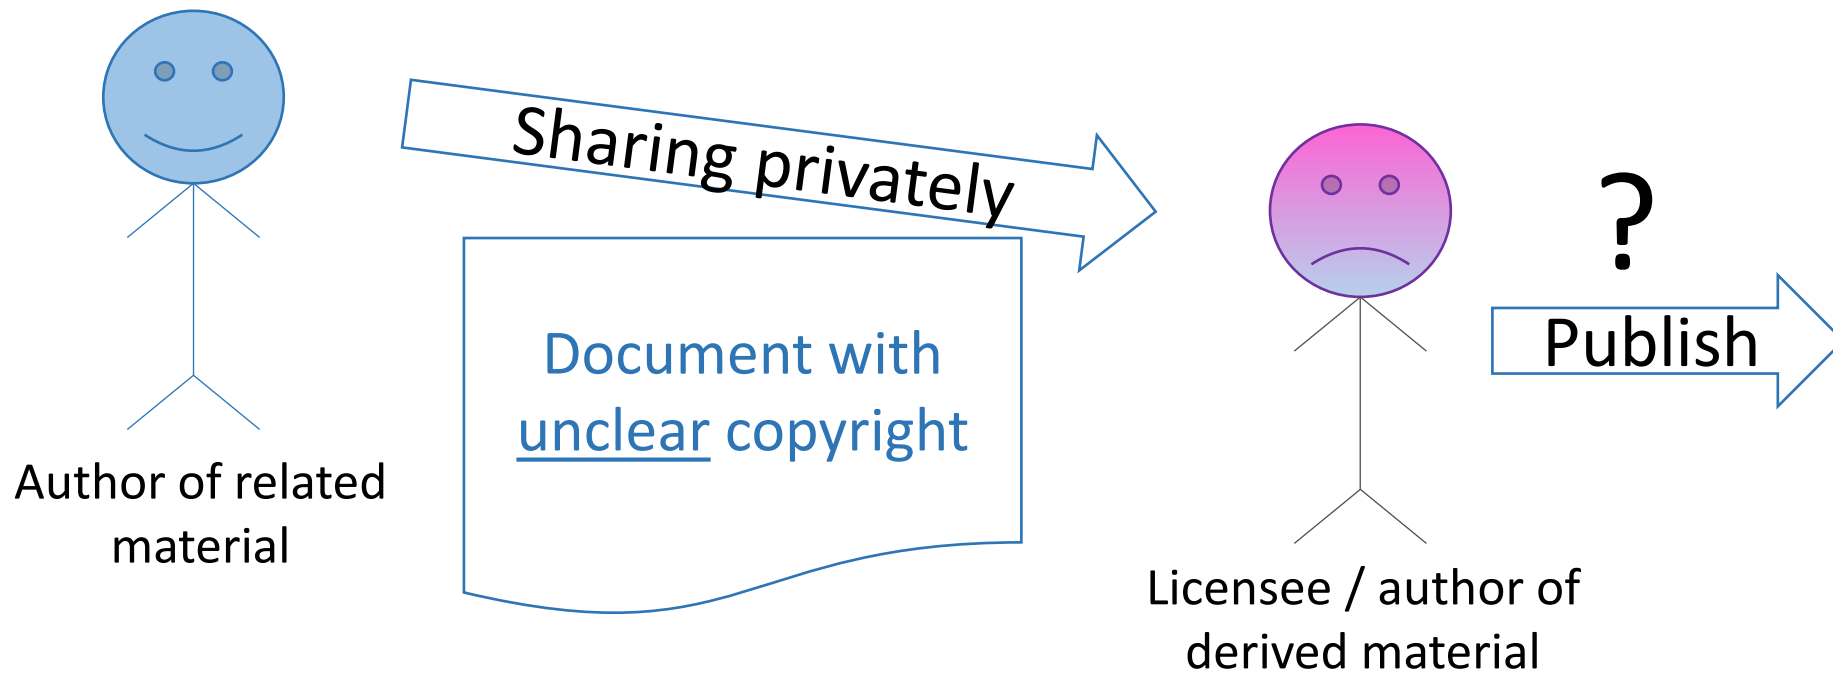 Sharing privately
?
Publish
Document with
unclear copyright
Author of related
material
Licensee / author of
derived material